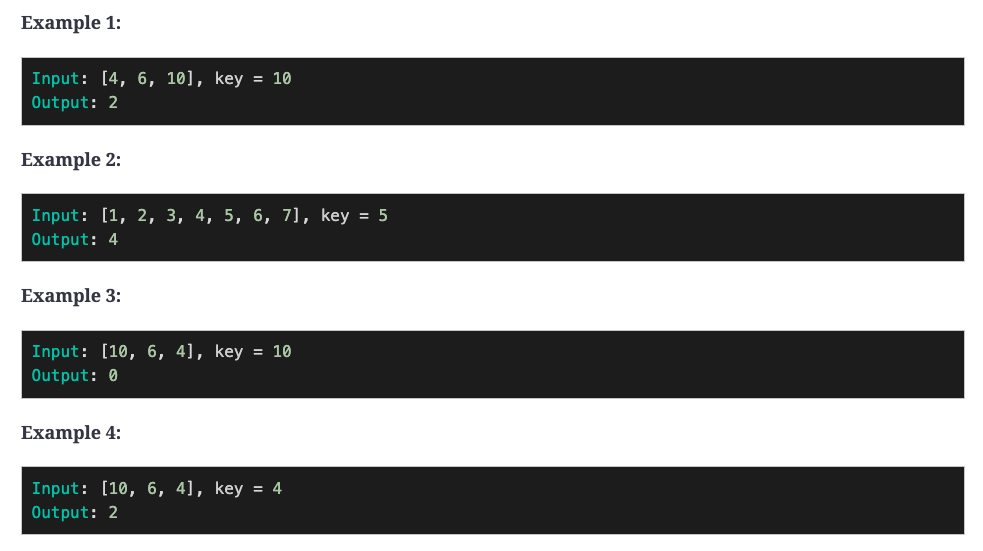 Example 1:
Input: [4, 6, 10], key = 10
Output: 2
Example 2:
Input: [1, 2, 3, 4, 5, 6, 7], key = 5
Output: 4
Example 3:
Input: [10, 6, 4], key = 10
Output: 0
Example 4:
Input: [10, 6, 4], key = 4
Output: 2